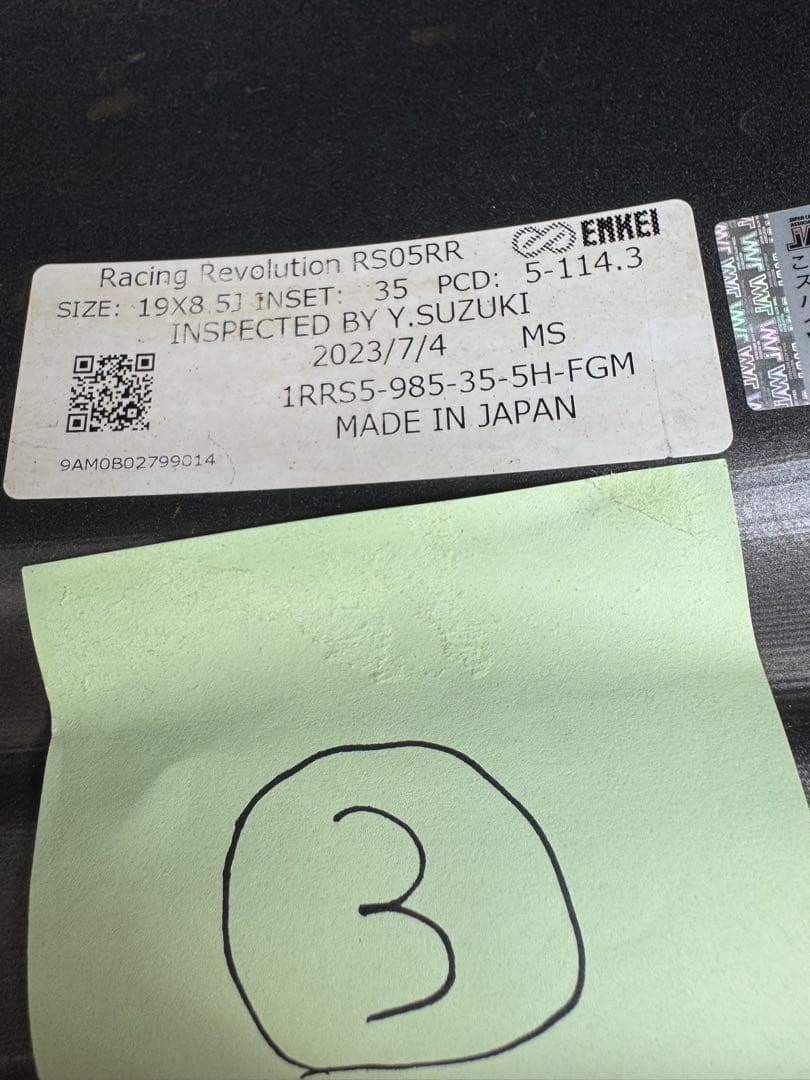 ENKEI
Racing Revolution RS05RR
SIZE: 19X8.5J INSET: 35 PCD: 5-114.3
INSPECTED BY Y.SUZUKI
2023/7/4 MS
1RRS5-985-35-5H-FGM
MADE IN JAPAN
9AM0B02799014
JWL
3